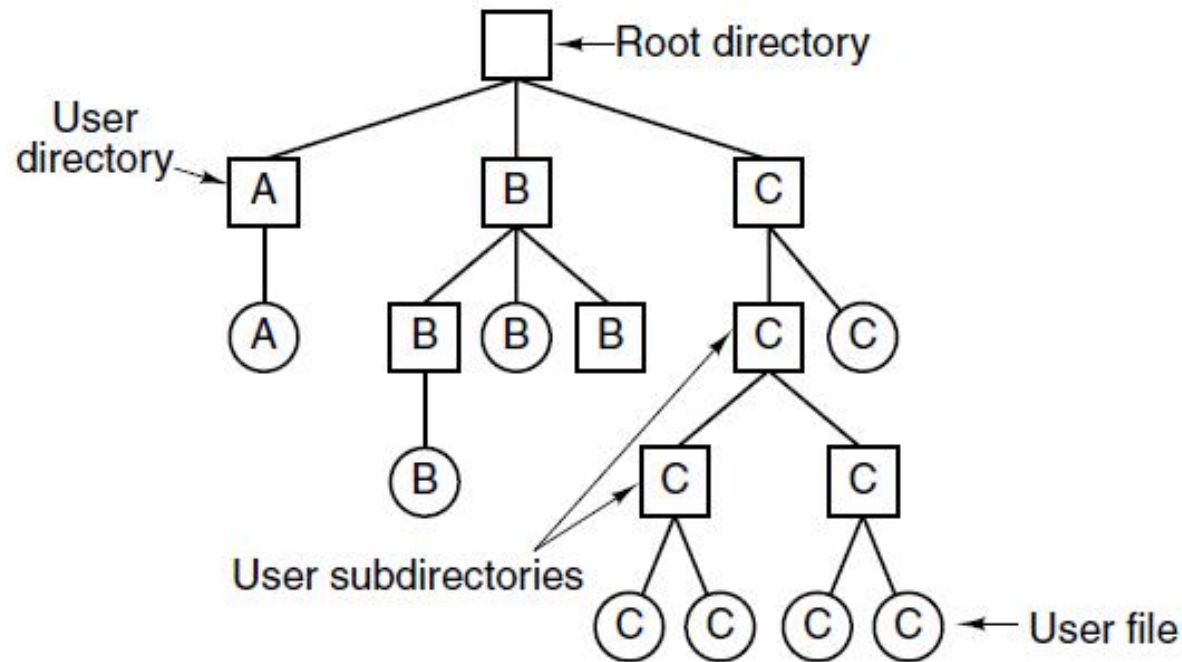 Root directory
User
directory
A B C
A B B B C C
B C C
User subdirectories
C C C C
User file